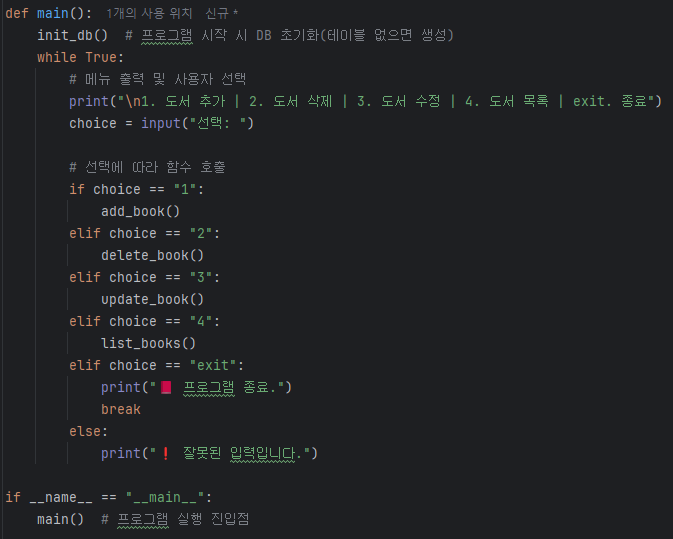 def main(): 1개의 사용 위치 신규 *
init_db() # 프로그램 시작 시 DB 초기화(테이블 없으면 생성)
while True:
# 메뉴 출력 및 사용자 선택
print("\n1. 도서 추가 | 2. 도서 삭제 | 3. 도서 수정 | 4. 도서 목록 | exit. 종료")
choice = input("선택: ")
# 선택에 따라 함수 호출
if choice == "1":
add_book()
elif choice == "2":
delete_book()
elif choice == "3":
update_book()
elif choice == "4":
list_books()
elif choice == "exit":
print("📕 프로그램 종료.")
break
else:
print("❗ 잘못된 입력입니다.")
if __name__ == "__main__":
main() # 프로그램 실행 진입점